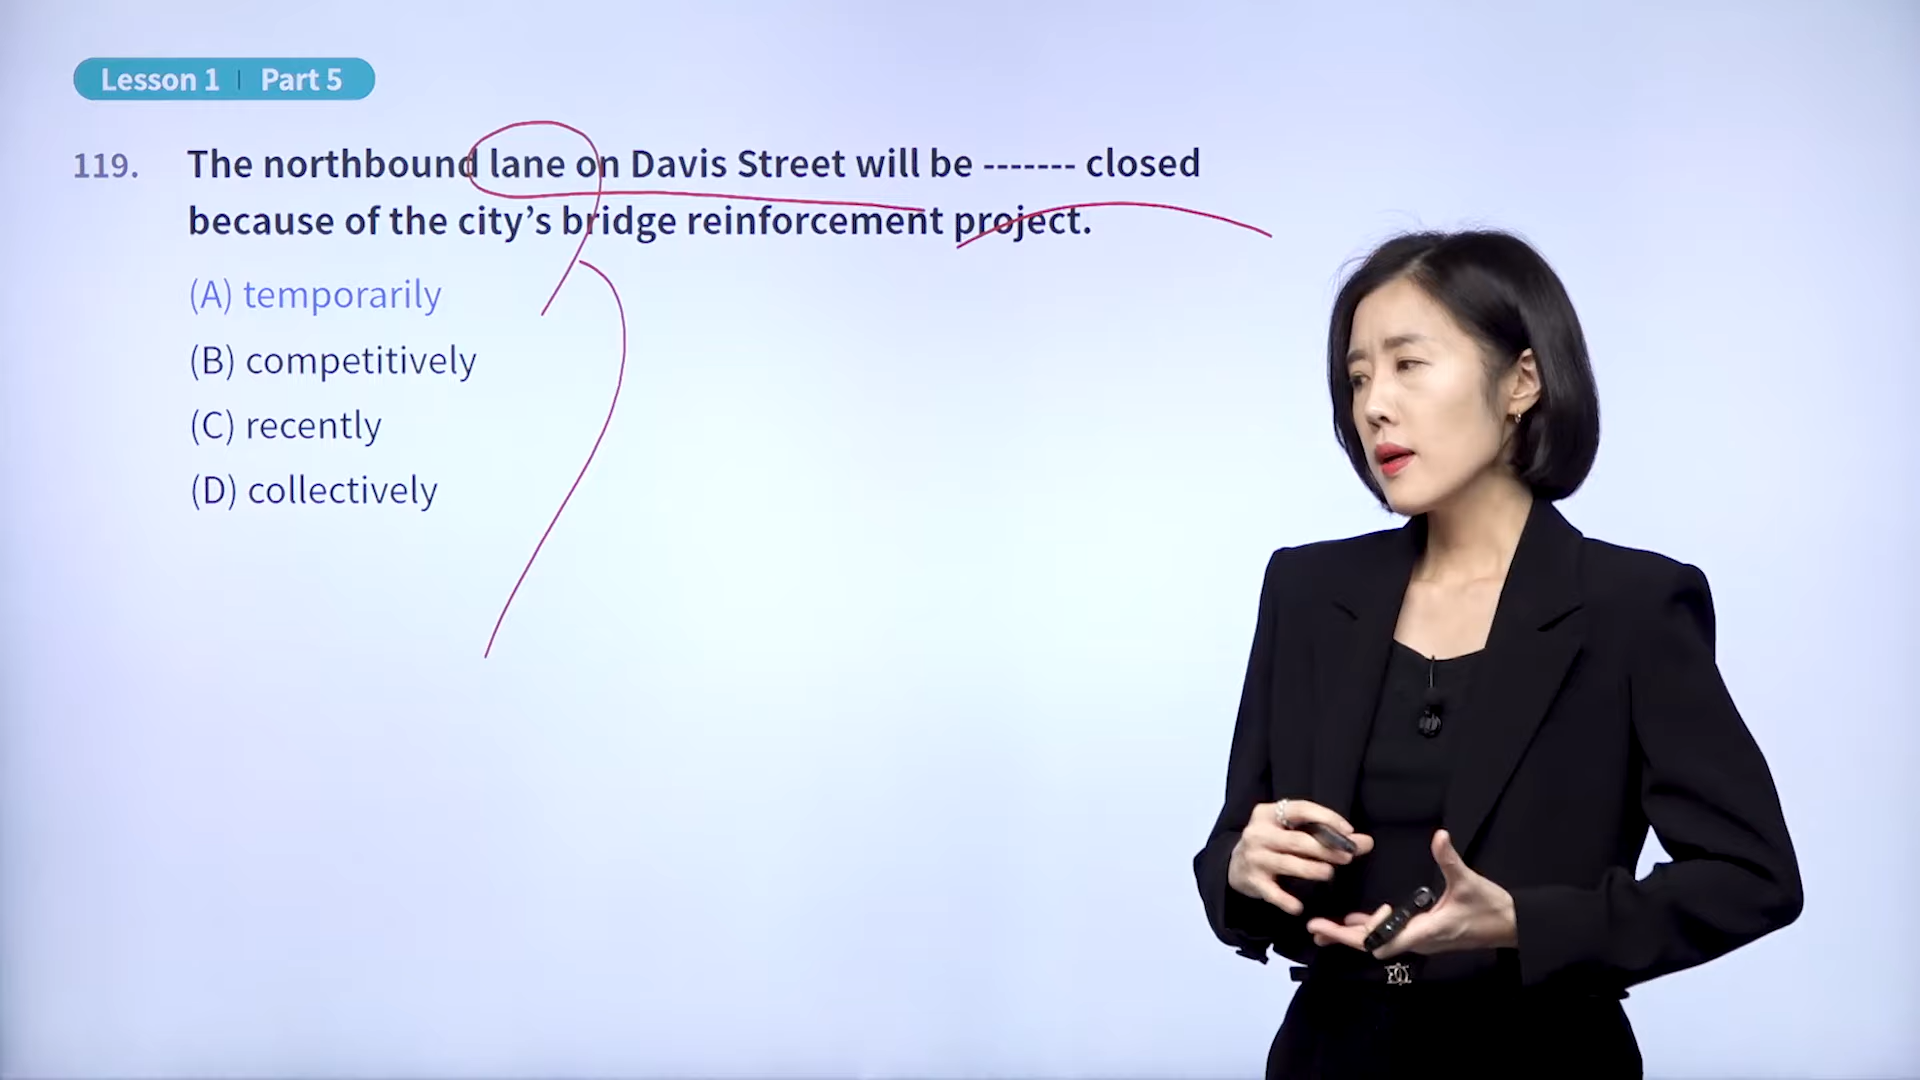 Lesson 1 | Part 5
119. The northbound lane on Davis Street will be ------- closed
because of the city’s bridge reinforcement project.
(A) temporarily
(B) competitively
(C) recently
(D) collectively